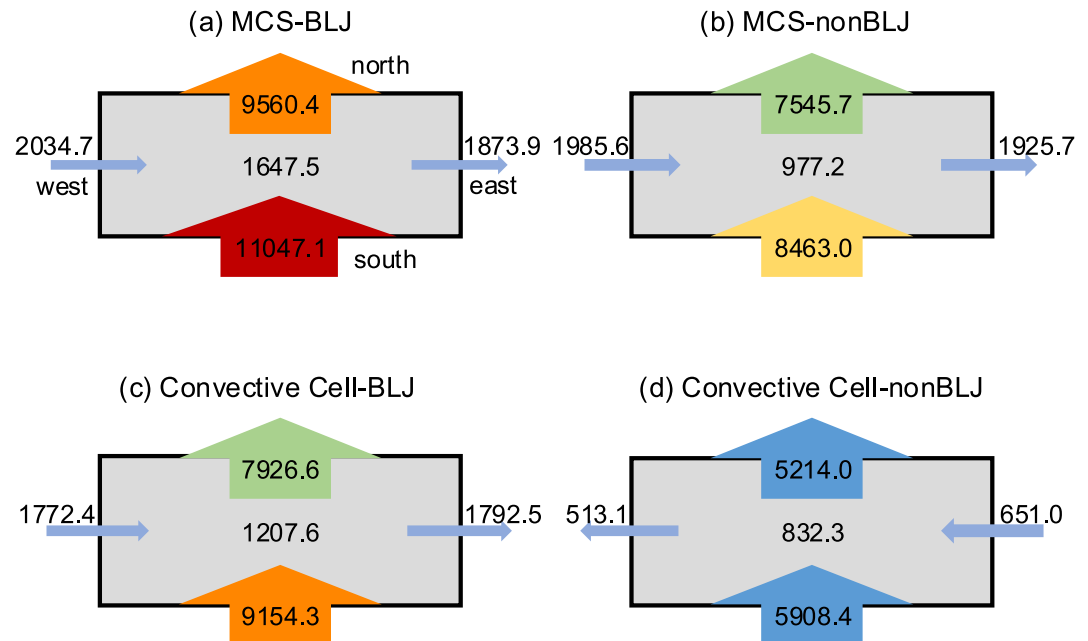 (a) MCS-BLJ
north
9560.4
2034.7
1647.5
1873.9
west
east
11047.1
south
(b) MCS-nonBLJ
7545.7
1985.6
977.2
1925.7
8463.0
(c) Convective Cell-BLJ
7926.6
1772.4
1207.6
1792.5
9154.3
(d) Convective Cell-nonBLJ
5214.0
513.1
832.3
651.0
5908.4